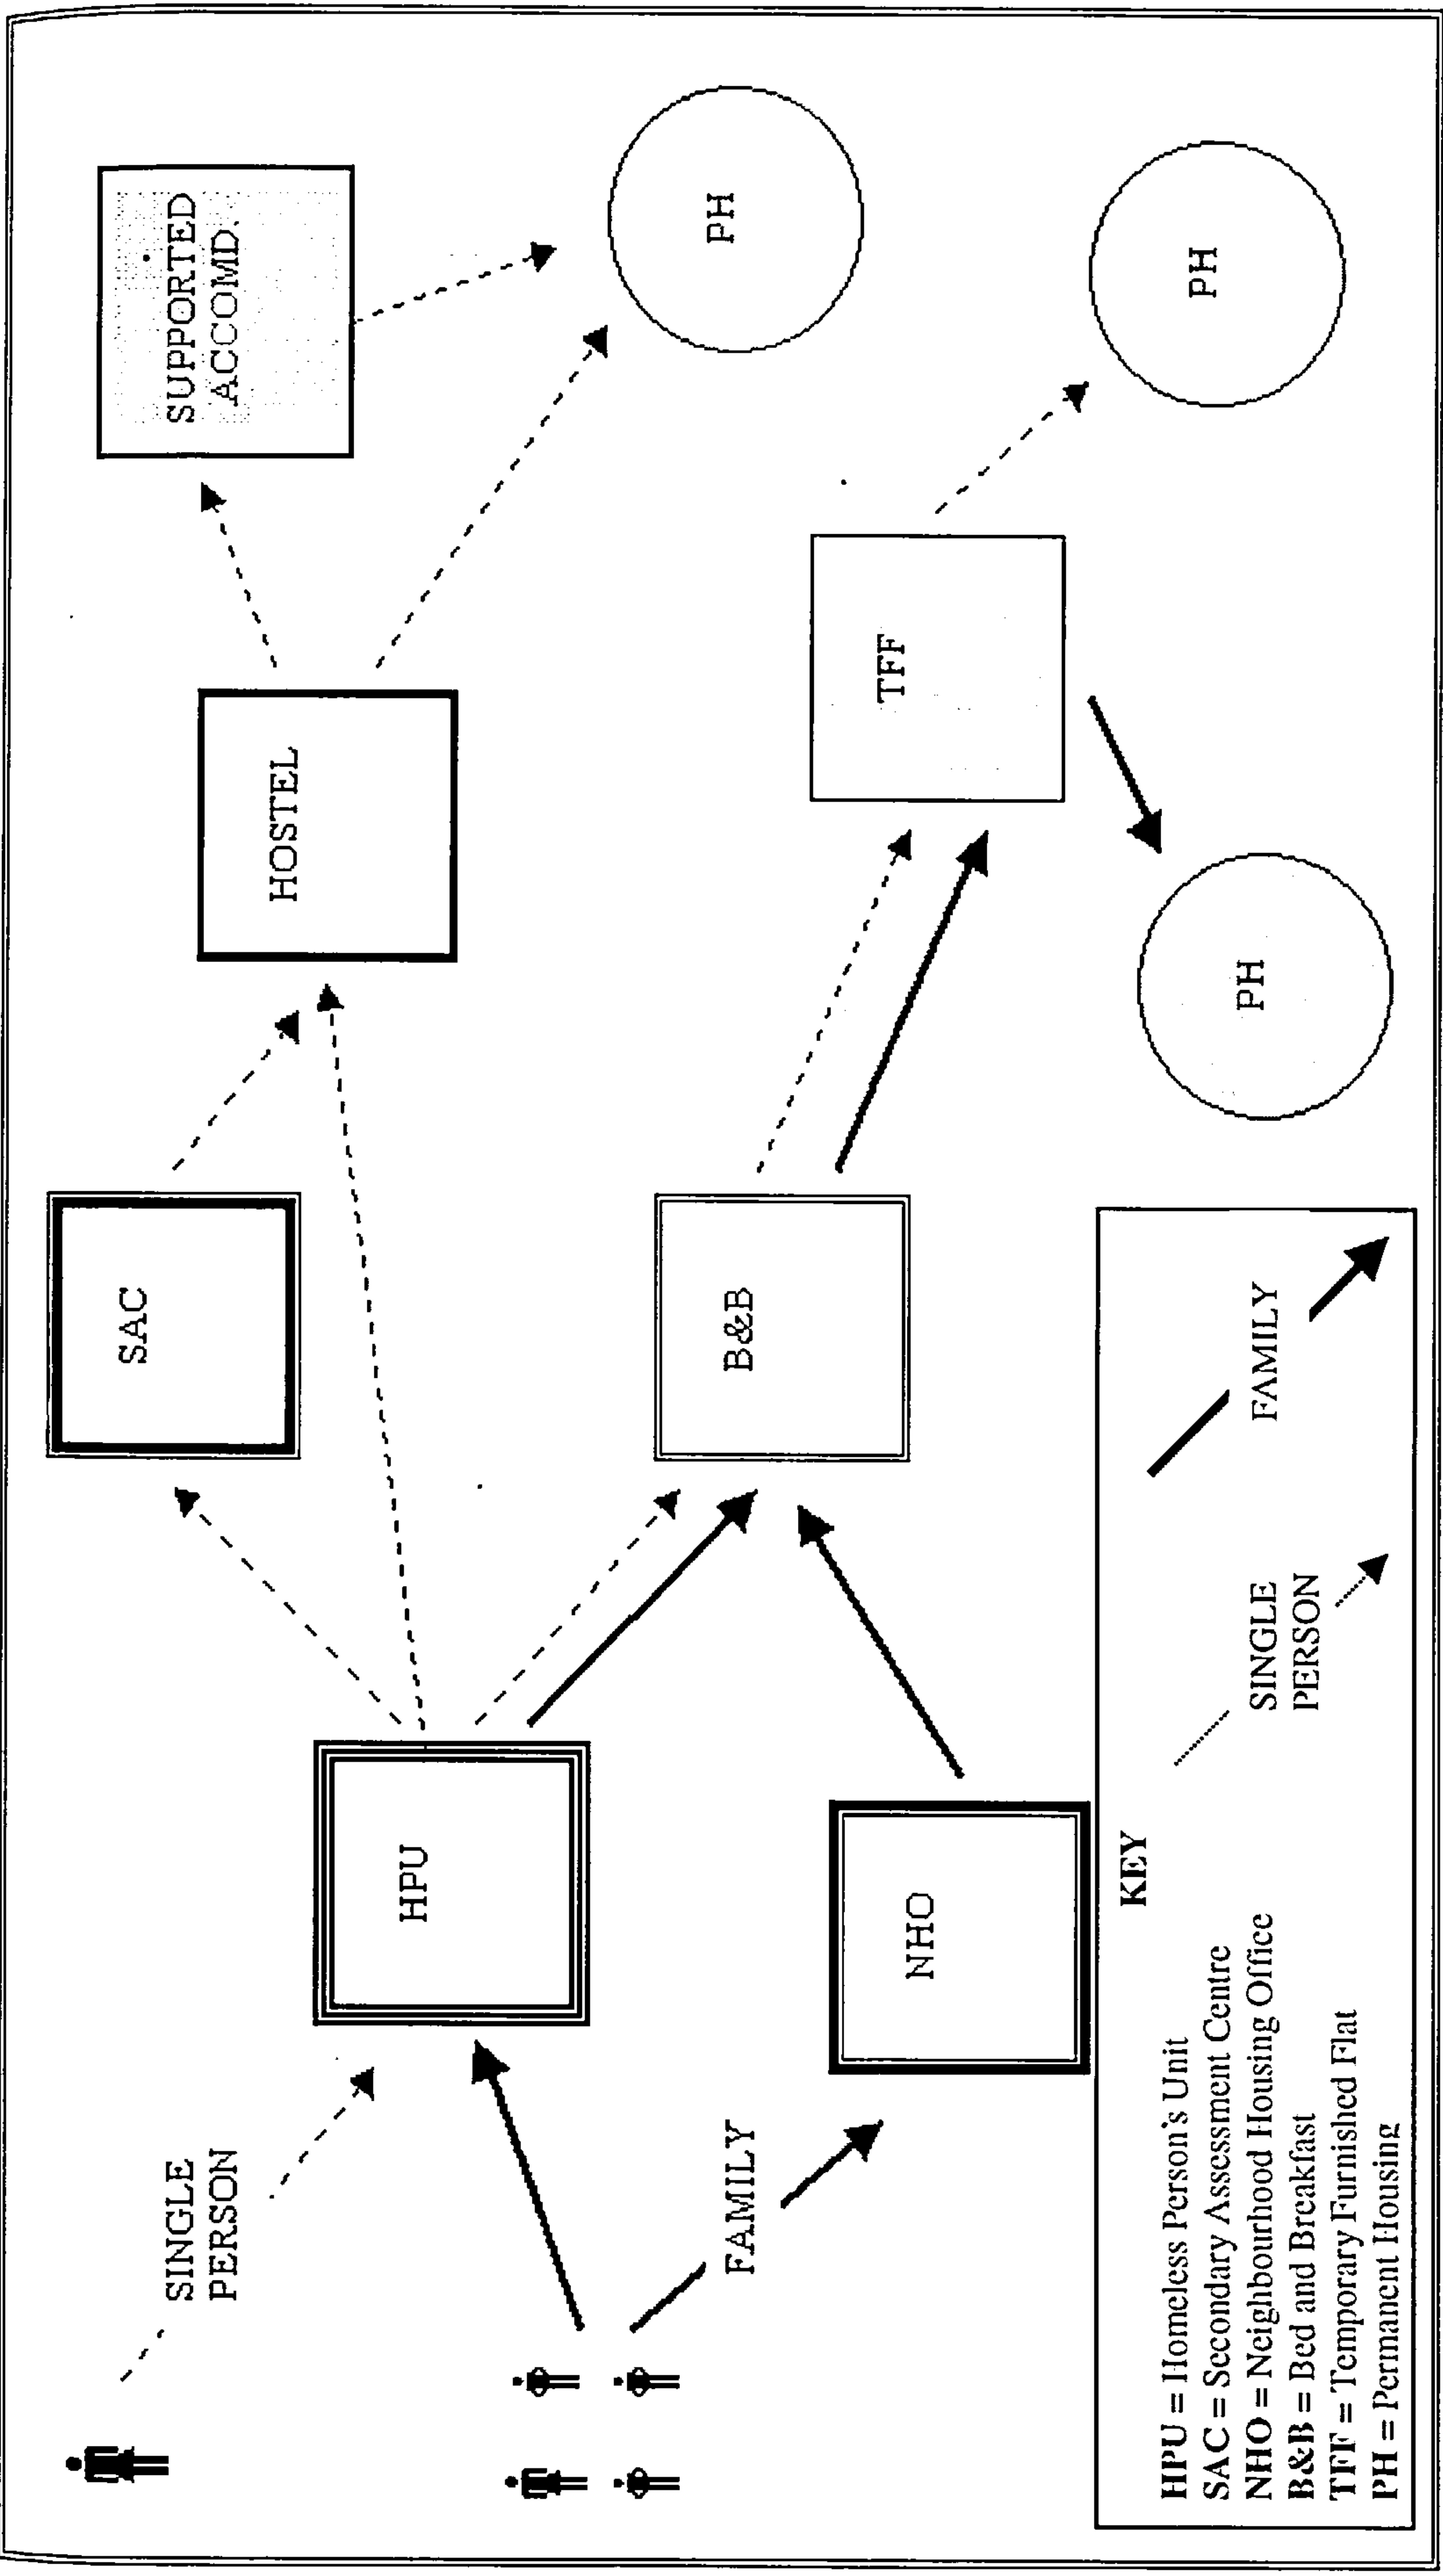 SINGLE
PERSON
FAMILY
HPU
NHO
SAC
B&B
HOSTEL
TFF
SUPPORTED
ACCOMD.
PH
PH
PH
KEY
HPU = Homeless Person's Unit
SAC = Secondary Assessment Centre
NHO = Neighbourhood Housing Office
B&B = Bed and Breakfast
TFF = Temporary Furnished Flat
PH = Permanent Housing
SINGLE
PERSON
FAMILY